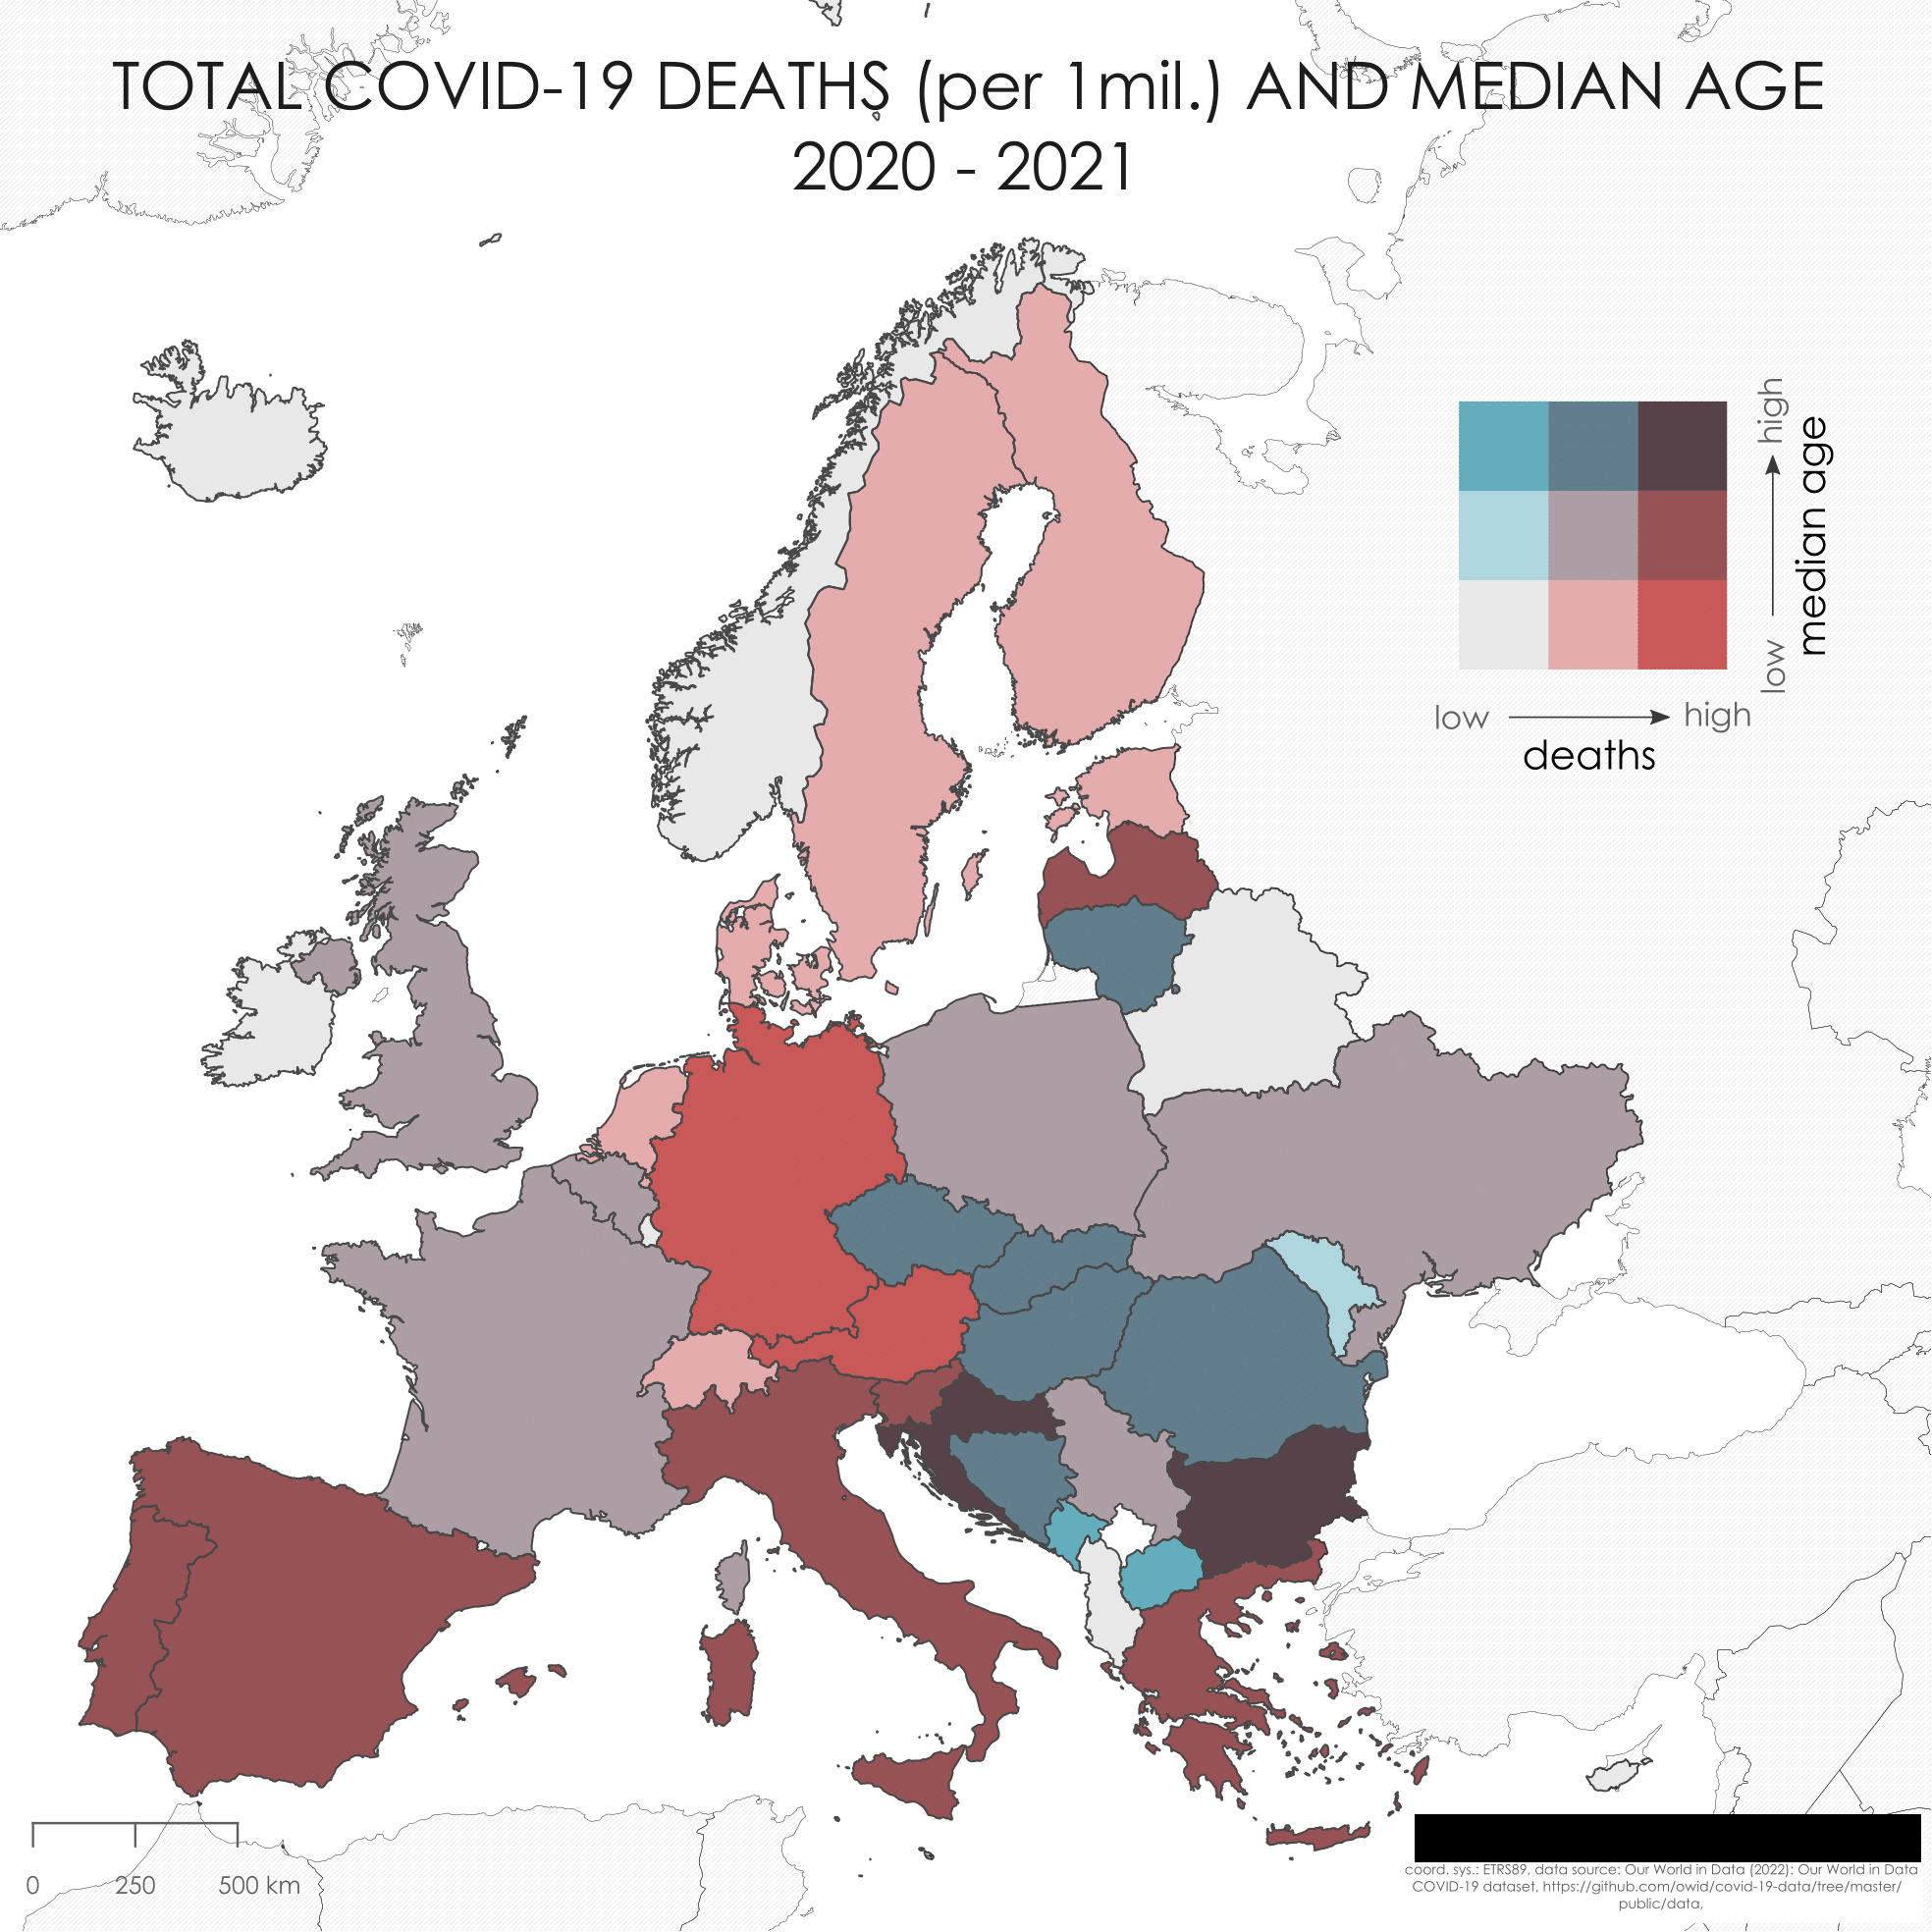 TOTAL COVID-19 DEATHS (per 1mil.) AND MEDIAN AGE
2020 - 2021
high
median age
low
low
high
deaths
0
250
500 km
coord. sys.: ETRS89, data source: Our World in Data (2022): Our World in Data
COVID-19 dataset, https://github.com/owid/covid-19-data/tree/master/
public/data,